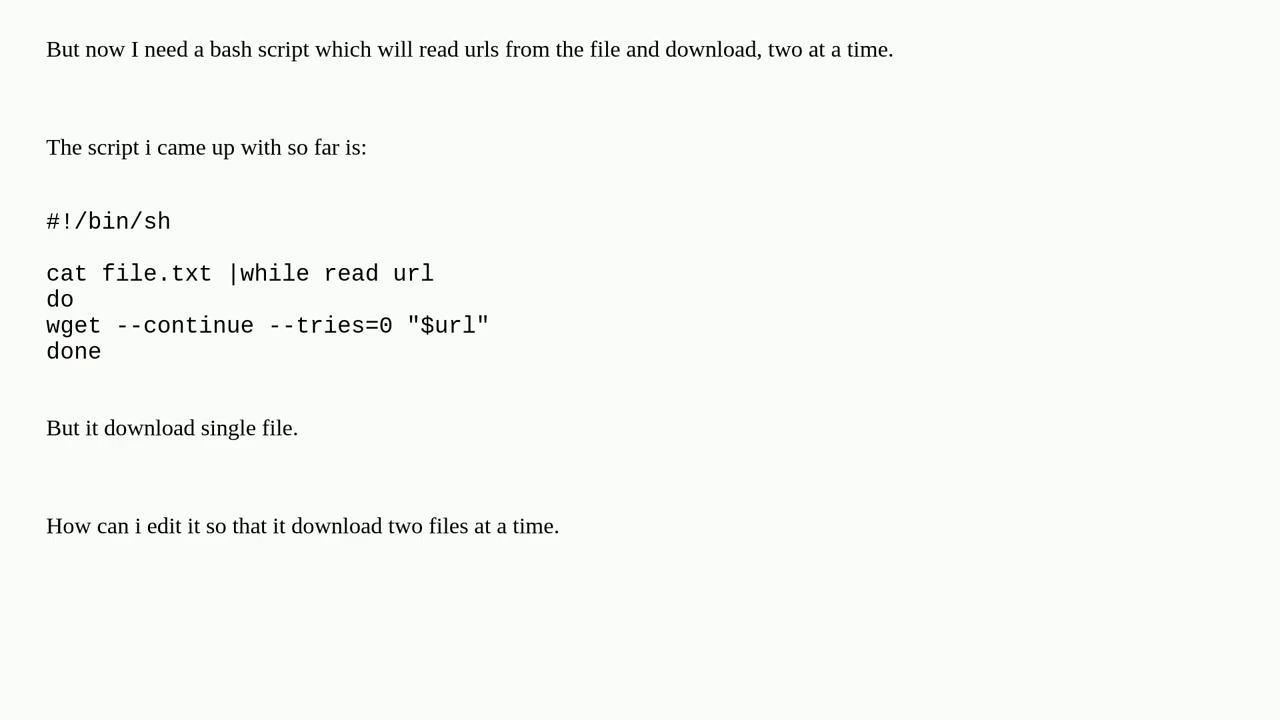 But now I need a bash script which will read urls from the file and download, two at a time.
The script i came up with so far is:
#!/bin/sh
cat file.txt |while read url
do
wget --continue --tries=0 "$url"
done
But it download single file.
How can i edit it so that it download two files at a time.